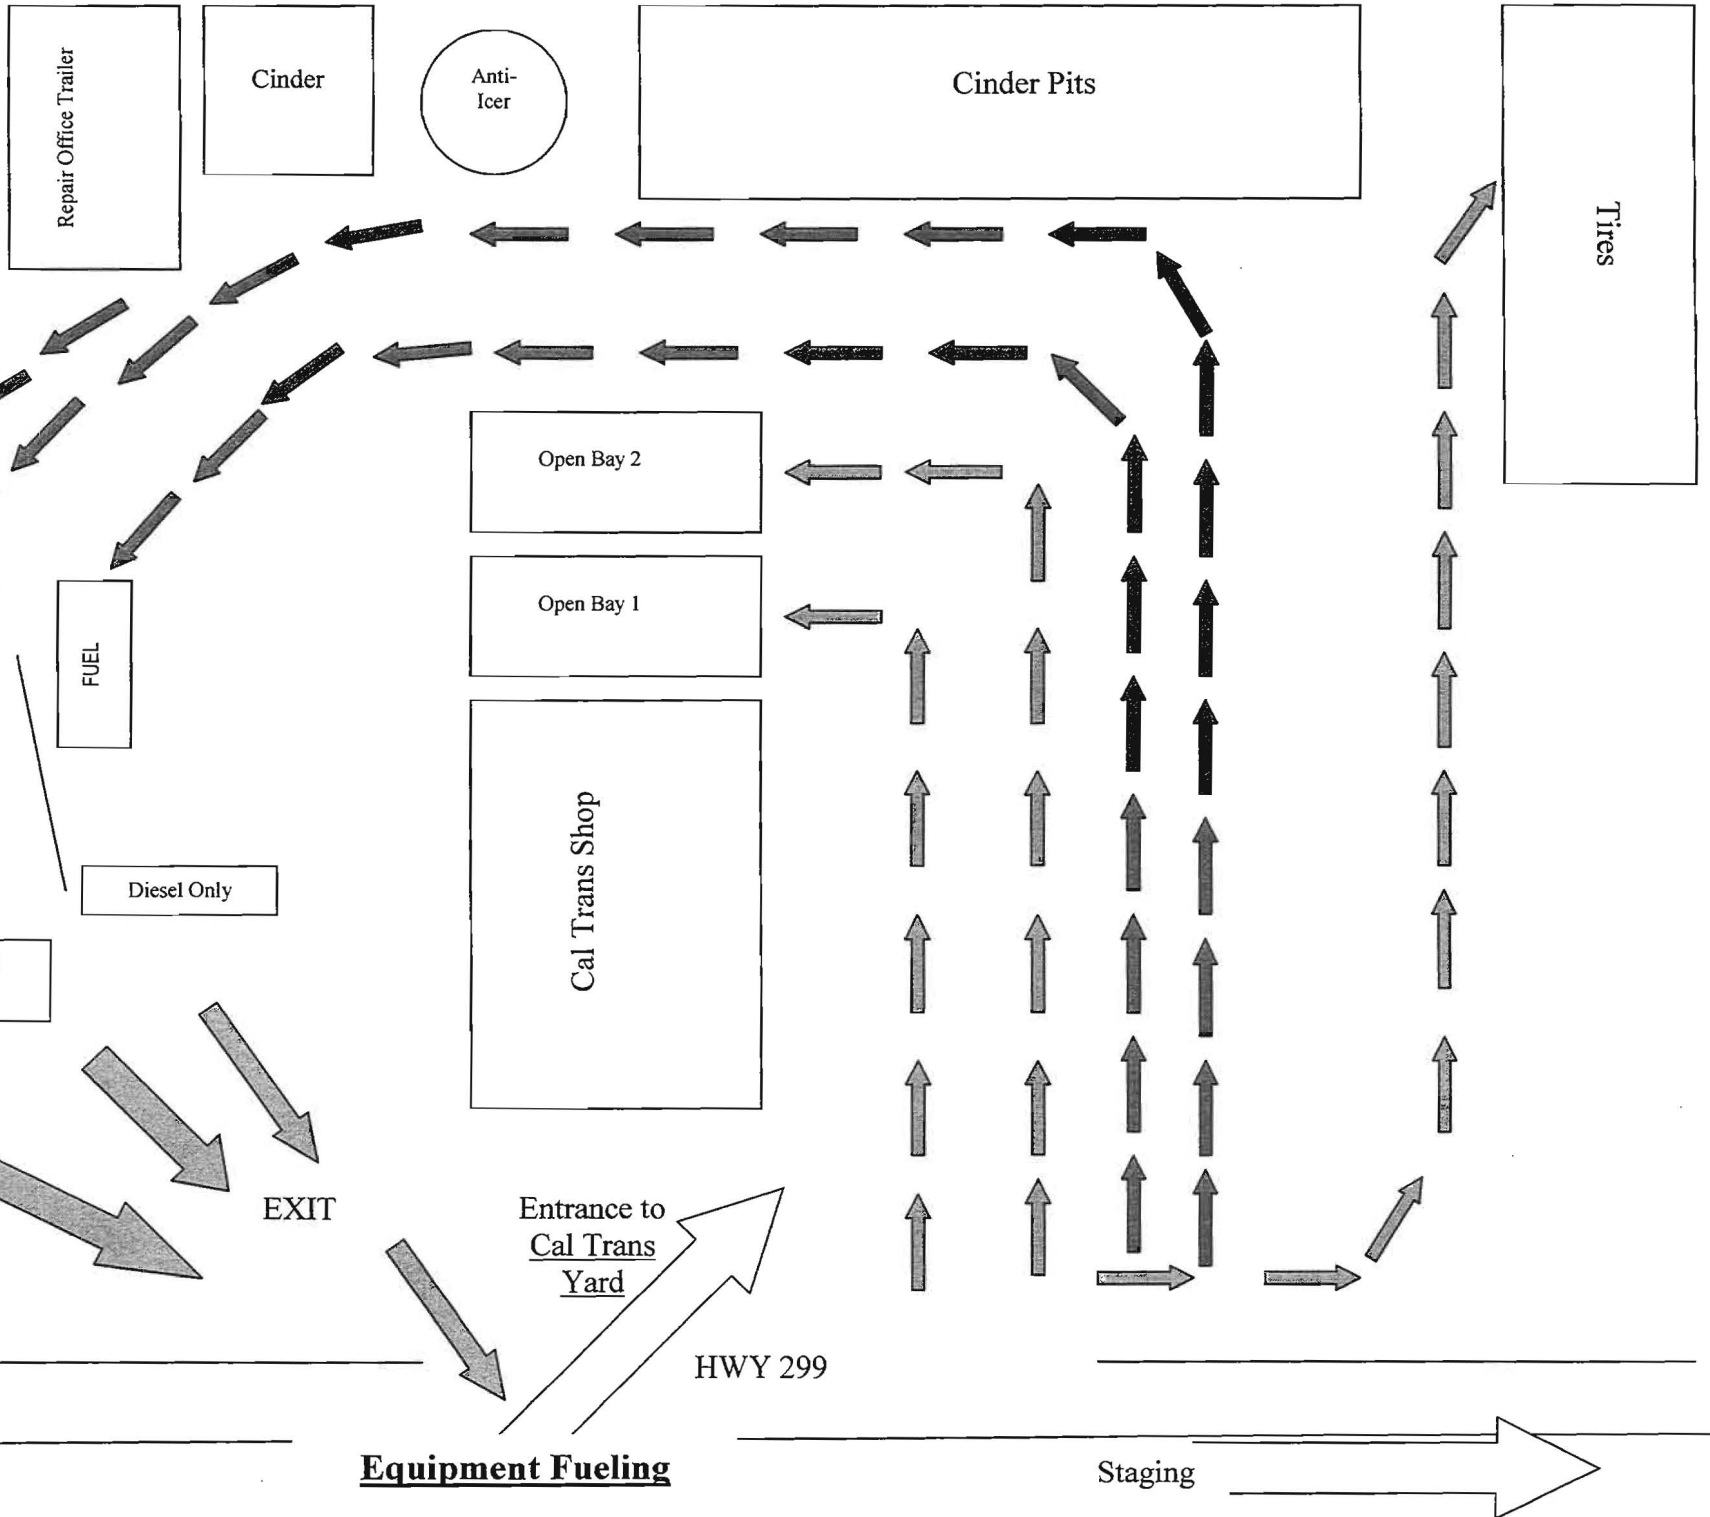 Repair Office Trailer
Cinder
Anti-
Icer
Cinder Pits
Tires
Open Bay 2
Open Bay 1
FUEL
Cal Trans Shop
Diesel Only
EXIT
Entrance to
Cal Trans
Yard
HWY 299
Equipment Fueling
Staging